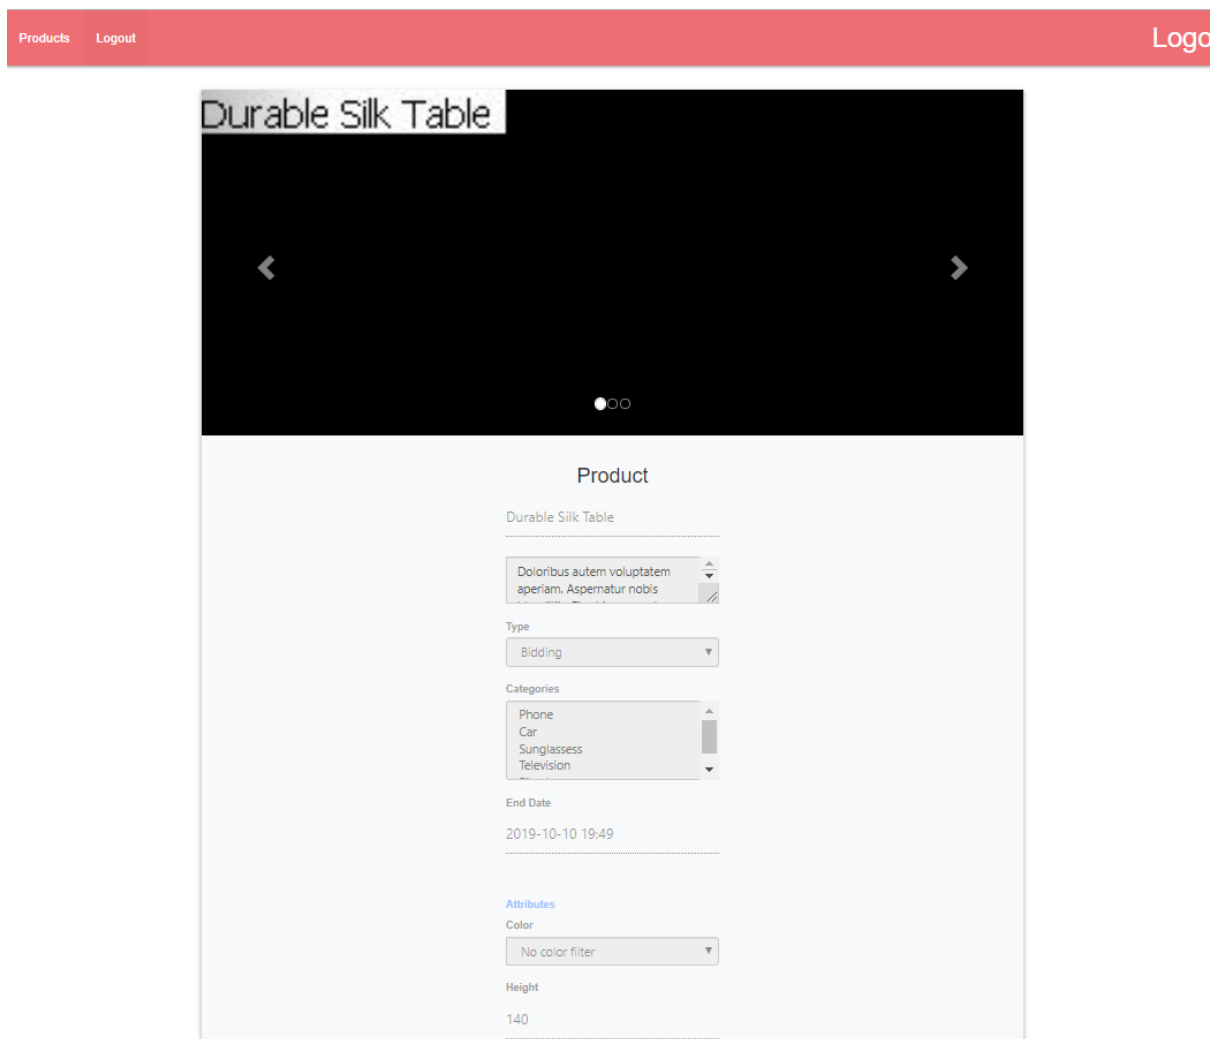 Products Logout Logo
Durable Silk Table
Product
Durable Silk Table
Doloribus autem voluptatem
aperiam. Aspernatur nobis
Type
Bidding
Categories
Phone
Car
Sunglassess
Television
End Date
2019-10-10 19:49
Attributes
Color
No color filter
Height
140